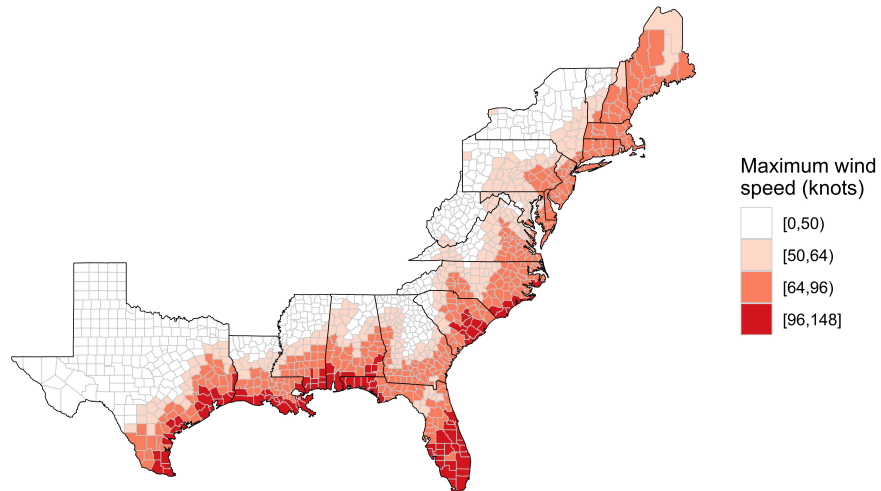 Maximum wind
speed (knots)
[0,50)
[50,64)
[64,96)
[96,148]